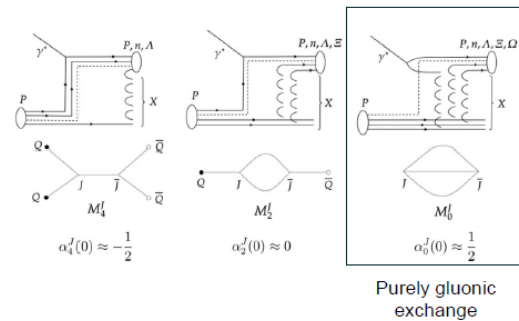 γ* P, n, Λ
P X
γ* P, n, Λ, Ξ
P X
γ* P, n, Λ, Ξ, Ω
P X
Q Q̅
J J̅
Q Q̅
M₄ᴶ
Q J J̅ Q̅
M₂ᴶ
J J̅
M₀ᴶ
α₄ᴶ(0) ≈ −1/2
α₂ᴶ(0) ≈ 0
α₀ᴶ(0) ≈ 1/2
Purely gluonic
exchange